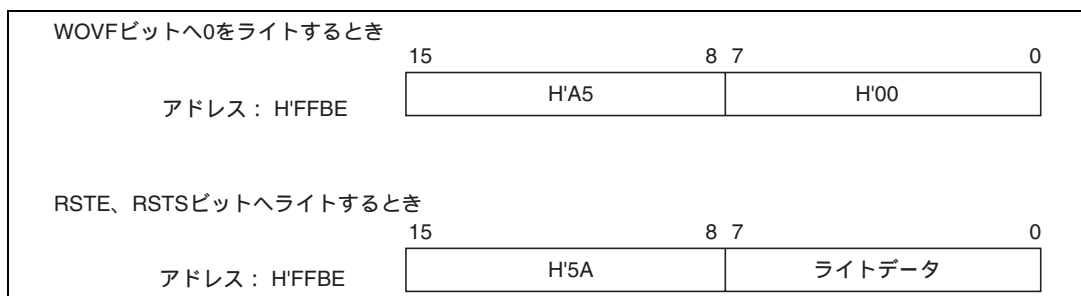 WOVFビットへ0をライトするとき
15 8 7 0
アドレス： H'FFBE H'A5 H'00
RSTE、RSTSビットへライトするとき
15 8 7 0
アドレス： H'FFBE H'5A ライトデータ